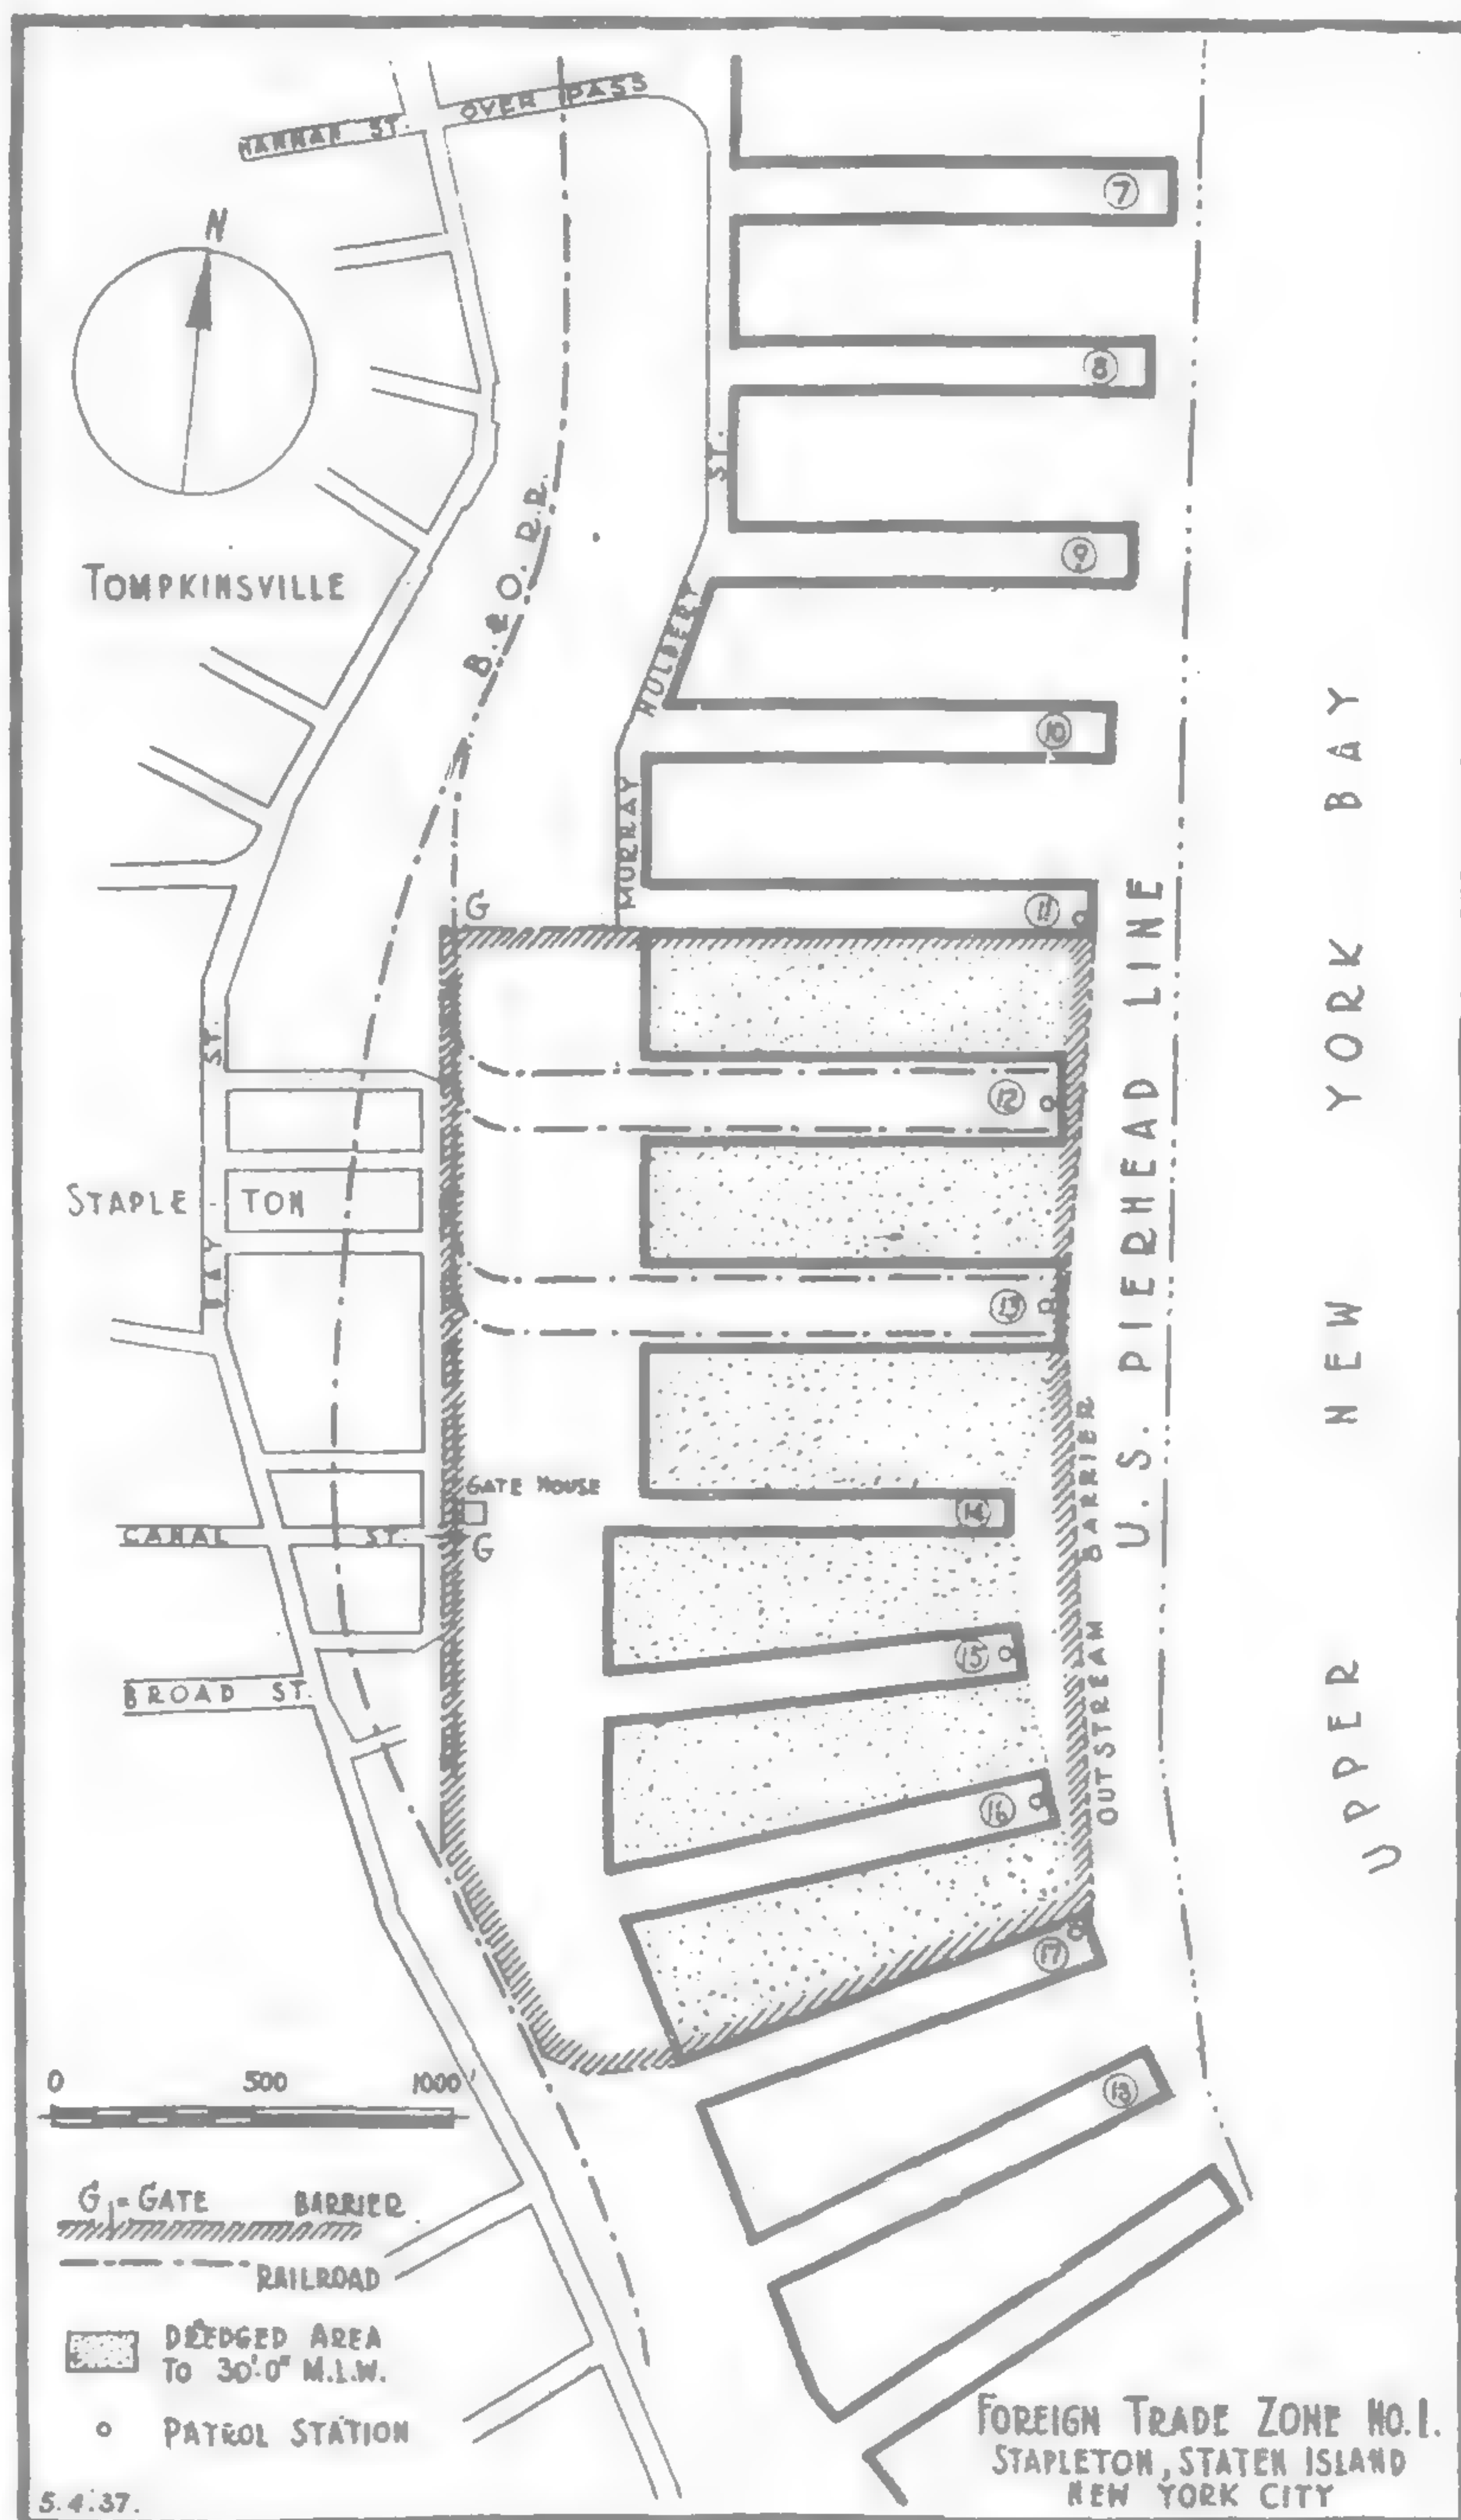 HANNAH ST.
OVER PASS
N
7
8
9
10
11
12
13
14
15
16
17
18
TOMPKINSVILLE
B. & O. R.R.
MURRAY HULBERT ST.
G
STAPLETON
BAY ST.
GATE HOUSE
G
CANAL ST.
BROAD ST.
OUTSTREAM BARRIER
U.S. PIERHEAD LINE
UPPER NEW YORK BAY
0 500 1000'
G = GATE BARRIER
RAILROAD
DREDGED AREA
TO 30'-0" M.L.W.
PATROL STATION
5.4.37.
FOREIGN TRADE ZONE NO. 1.
STAPLETON, STATEN ISLAND
NEW YORK CITY